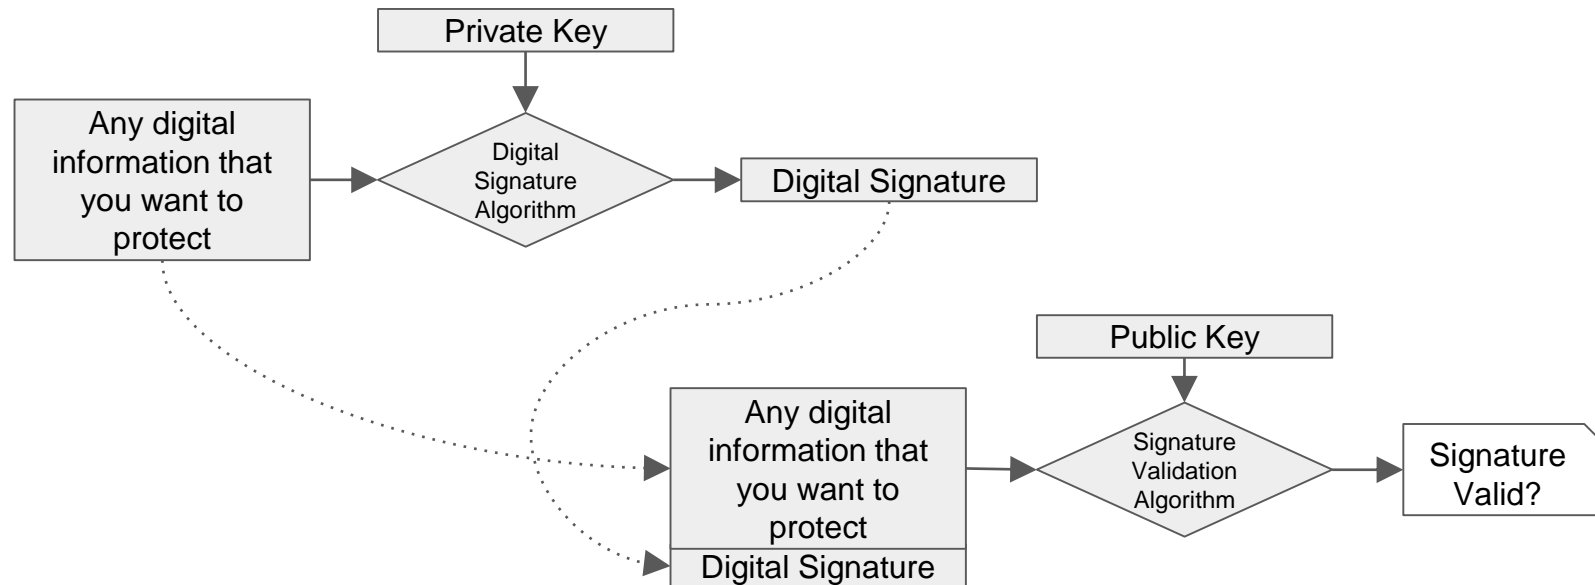 Private Key
Any digital
information that
you want to
protect
Digital
Signature
Algorithm
Digital Signature
Public Key
Any digital
information that
you want to
protect
Digital Signature
Signature
Validation
Algorithm
Signature
Valid?